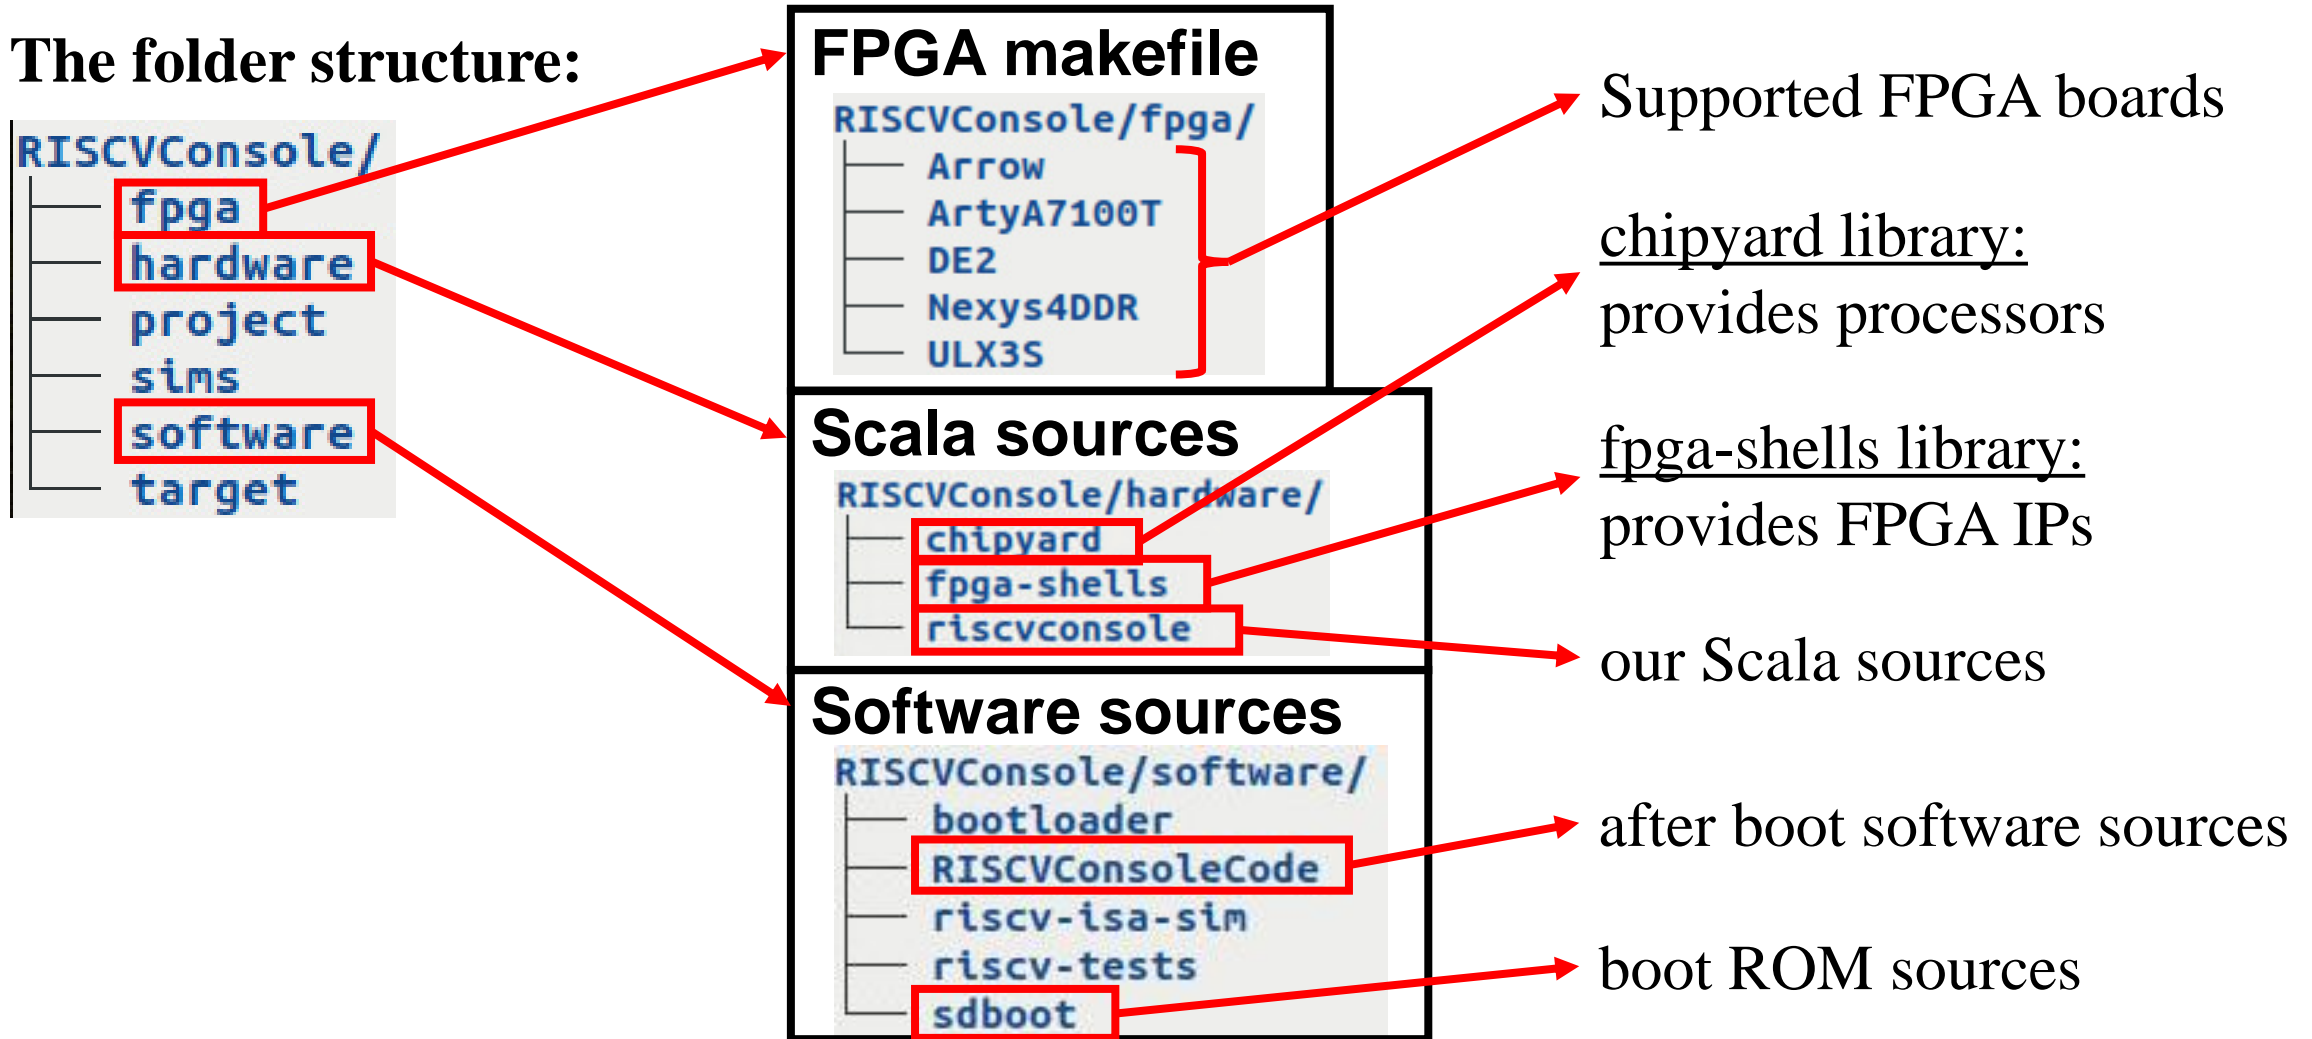 The folder structure:
RISCVConsole/
fpga
hardware
project
sims
software
target
FPGA makefile
RISCVConsole/fpga/
Arrow
ArtyA7100T
DE2
Nexys4DDR
ULX3S
Scala sources
RISCVConsole/hardware/
chipyard
fpga-shells
riscvconsole
Software sources
RISCVConsole/software/
bootloader
RISCVConsoleCode
riscv-isa-sim
riscv-tests
sdboot
Supported FPGA boards
chipyard library:
provides processors
fpga-shells library:
provides FPGA IPs
our Scala sources
after boot software sources
boot ROM sources